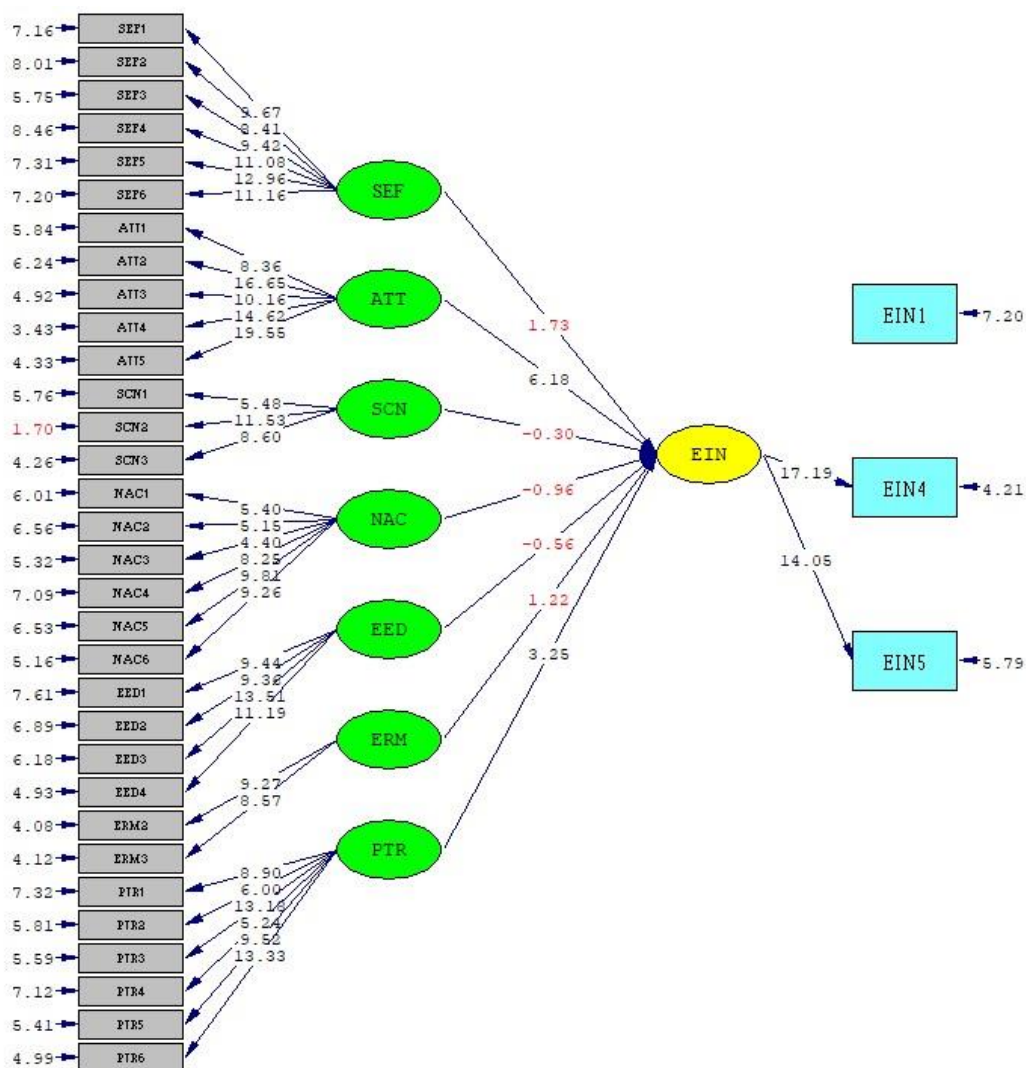 7.16 SEF1
8.01 SEF2
5.75 SEF3
8.46 SEF4
7.31 SEF5
7.20 SEF6
5.84 ATT1
6.24 ATT2
4.92 ATT3
3.43 ATT4
4.33 ATT5
5.76 SCN1
1.70 SCN2
4.26 SCN3
6.01 NAC1
6.56 NAC2
5.32 NAC3
7.09 NAC4
6.53 NAC5
5.16 NAC6
7.61 EED1
6.89 EED2
6.18 EED3
4.93 EED4
4.08 ERM2
4.12 ERM3
7.32 PTR1
5.81 PTR2
5.59 PTR3
7.12 PTR4
5.41 PTR5
4.99 PTR6
9.67
8.41
9.42
11.08
12.96
11.16
8.36
16.65
10.16
14.62
19.55
5.48
11.53
8.60
5.40
5.15
4.40
8.25
9.81
9.26
9.44
9.36
13.51
11.19
9.27
8.57
8.90
6.00
13.18
5.24
9.52
13.33
SEF
ATT
SCN
NAC
EED
ERM
PTR
1.73
6.18
-0.30
-0.96
-0.56
1.22
3.25
EIN
17.19
14.05
EIN1 7.20
EIN4 4.21
EIN5 5.79